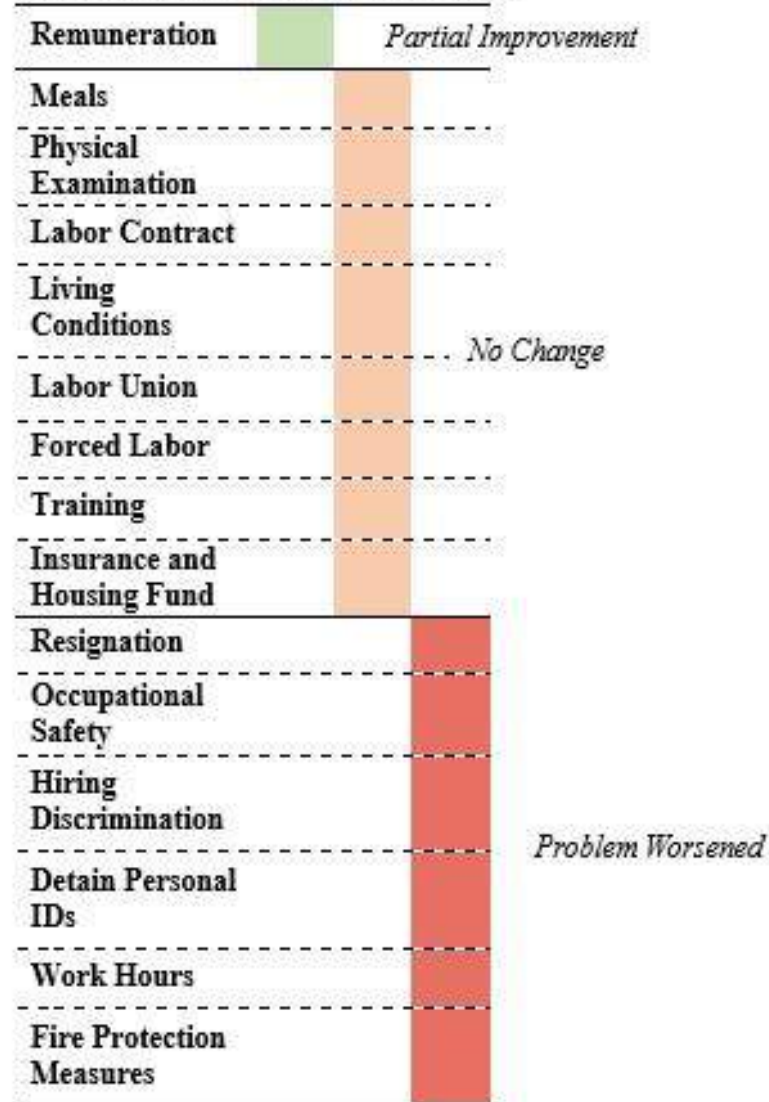 Remuneration
Partial Improvement
Meals
Physical
Examination
Labor Contract
Living
Conditions
No Change
Labor Union
Forced Labor
Training
Insurance and
Housing Fund
Resignation
Occupational
Safety
Hiring
Discrimination
Problem Worsened
Detain Personal
IDs
Work Hours
Fire Protection
Measures